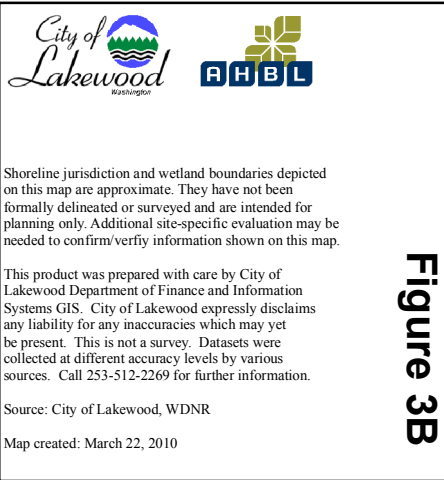 City of
Lakewood
Washington
AHBL
Shoreline jurisdiction and wetland boundaries depicted
on this map are approximate. They have not been
formally delineated or surveyed and are intended for
planning only. Additional site-specific evaluation may be
needed to confirm/verfiy information shown on this map.
This product was prepared with care by City of
Lakewood Department of Finance and Information
Systems GIS. City of Lakewood expressly disclaims
any liability for any inaccuracies which may yet
be present. This is not a survey. Datasets were
collected at different accuracy levels by various
sources. Call 253-512-2269 for further information.
Source: City of Lakewood, WDNR
Map created: March 22, 2010
Figure 3B